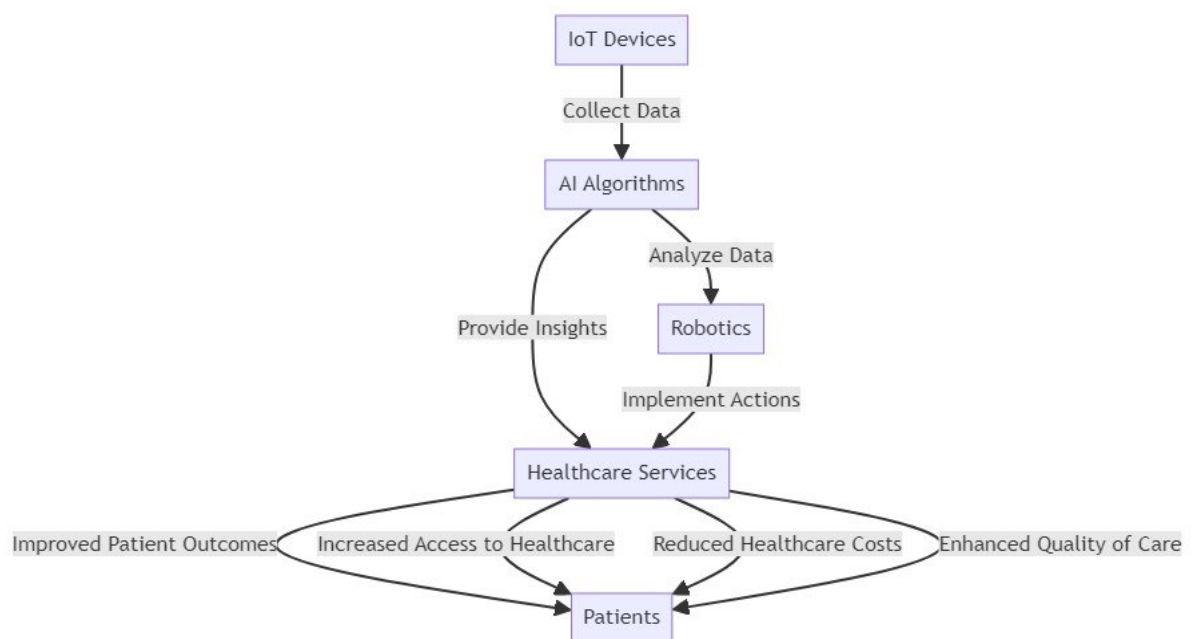 IoT Devices
Collect Data
AI Algorithms
Analyze Data
Provide Insights
Robotics
Implement Actions
Healthcare Services
Improved Patient Outcomes
Increased Access to Healthcare
Reduced Healthcare Costs
Enhanced Quality of Care
Patients